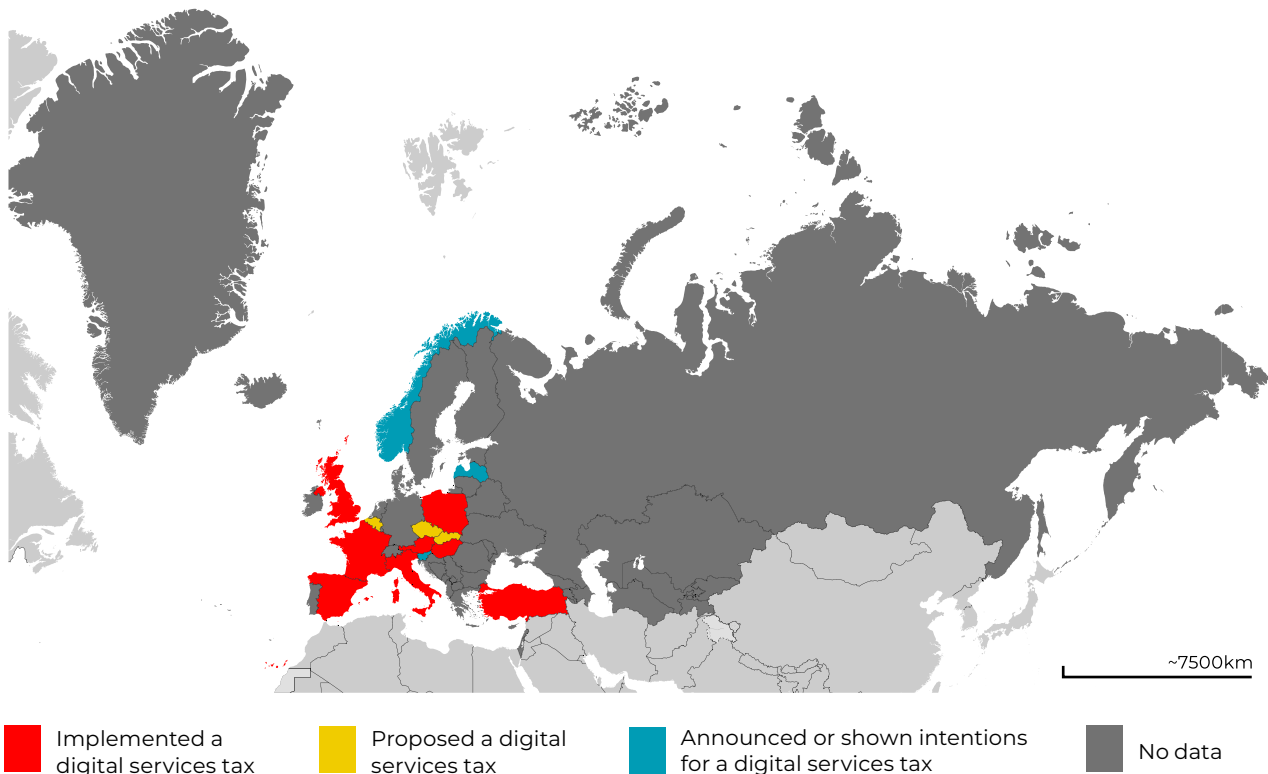 ~7500km
Implemented a
digital services tax
Proposed a digital
services tax
Announced or shown intentions
for a digital services tax
No data